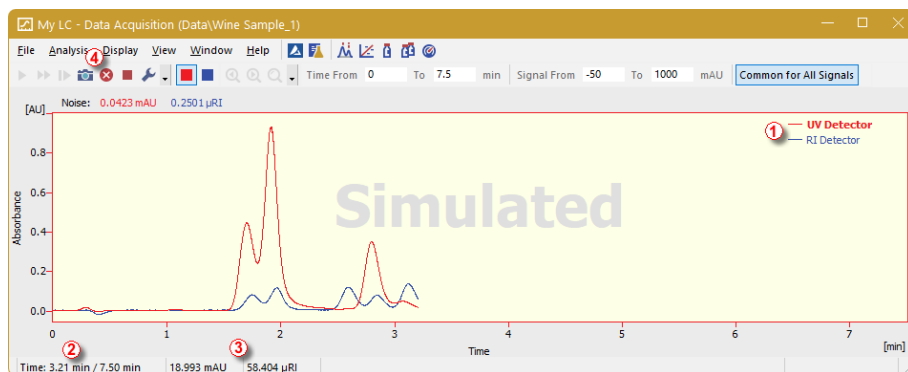 My LC - Data Acquisition (Data\Wine Sample_1)
File Analysis Display View Window Help
4
Time From 0 To 7.5 min Signal From -50 To 1000 mAU Common for All Signals
Noise: 0.0423 mAU 0.2501 µRI
[AU]
1 UV Detector
RI Detector
0.8
0.6
0.4
0.2
0.0
Absorbance
Simulated
0 1 2 3 4 5 6 7
Time [min]
2 3
Time: 3.21 min / 7.50 min 18.993 mAU 58.404 µRI